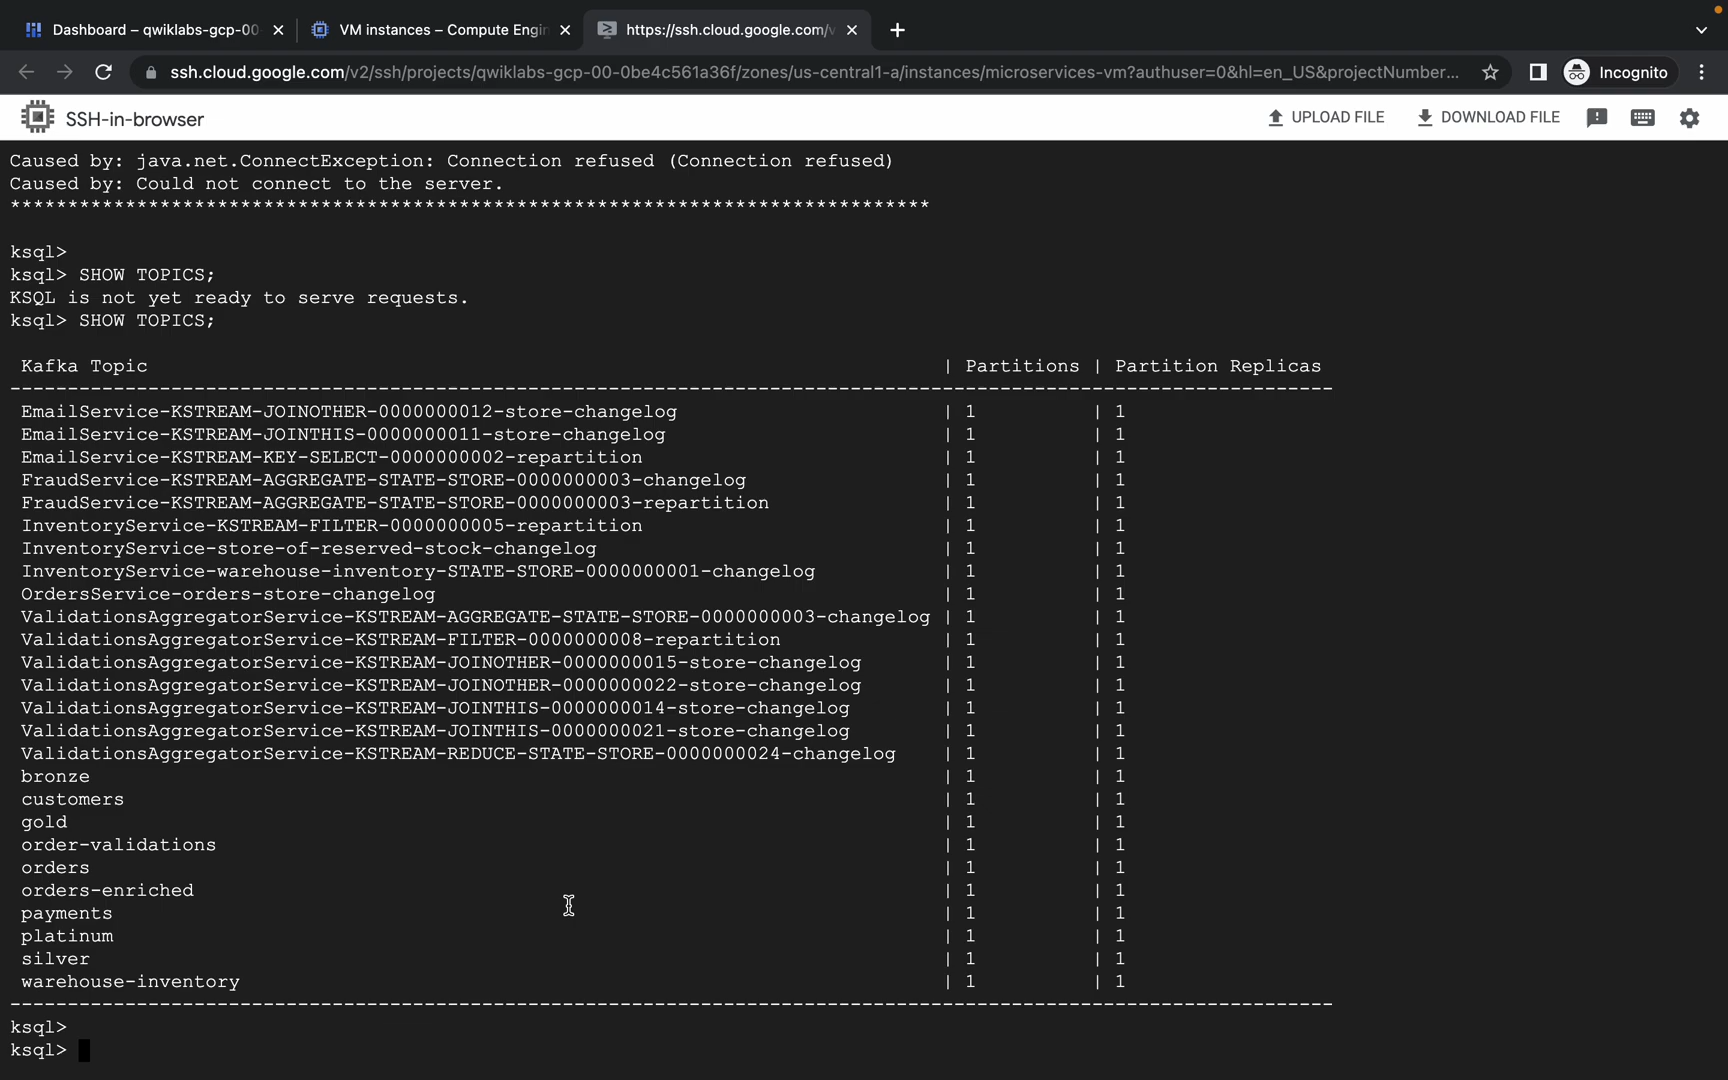 Dashboard – qwiklabs-gcp-00-
VM instances – Compute Engin
https://ssh.cloud.google.com/v
ssh.cloud.google.com/v2/ssh/projects/qwiklabs-gcp-00-0be4c561a36f/zones/us-central1-a/instances/microservices-vm?authuser=0&hl=en_US&projectNumber...
Incognito
SSH-in-browser
UPLOAD FILE
DOWNLOAD FILE
Caused by: java.net.ConnectException: Connection refused (Connection refused)
Caused by: Could not connect to the server.
********************************************************************************
ksql>
ksql> SHOW TOPICS;
KSQL is not yet ready to serve requests.
ksql> SHOW TOPICS;
Kafka Topic | Partitions | Partition Replicas
-------------------------------------------------------------------------------------------------------------------
EmailService-KSTREAM-JOINOTHER-0000000012-store-changelog | 1 | 1
EmailService-KSTREAM-JOINTHIS-0000000011-store-changelog | 1 | 1
EmailService-KSTREAM-KEY-SELECT-0000000002-repartition | 1 | 1
FraudService-KSTREAM-AGGREGATE-STATE-STORE-0000000003-changelog | 1 | 1
FraudService-KSTREAM-AGGREGATE-STATE-STORE-0000000003-repartition | 1 | 1
InventoryService-KSTREAM-FILTER-0000000005-repartition | 1 | 1
InventoryService-store-of-reserved-stock-changelog | 1 | 1
InventoryService-warehouse-inventory-STATE-STORE-0000000001-changelog | 1 | 1
OrdersService-orders-store-changelog | 1 | 1
ValidationsAggregatorService-KSTREAM-AGGREGATE-STATE-STORE-0000000003-changelog | 1 | 1
ValidationsAggregatorService-KSTREAM-FILTER-0000000008-repartition | 1 | 1
ValidationsAggregatorService-KSTREAM-JOINOTHER-0000000015-store-changelog | 1 | 1
ValidationsAggregatorService-KSTREAM-JOINOTHER-0000000022-store-changelog | 1 | 1
ValidationsAggregatorService-KSTREAM-JOINTHIS-0000000014-store-changelog | 1 | 1
ValidationsAggregatorService-KSTREAM-JOINTHIS-0000000021-store-changelog | 1 | 1
ValidationsAggregatorService-KSTREAM-REDUCE-STATE-STORE-0000000024-changelog | 1 | 1
bronze | 1 | 1
customers | 1 | 1
gold | 1 | 1
order-validations | 1 | 1
orders | 1 | 1
orders-enriched | 1 | 1
payments | 1 | 1
platinum | 1 | 1
silver | 1 | 1
warehouse-inventory | 1 | 1
-------------------------------------------------------------------------------------------------------------------
ksql>
ksql>